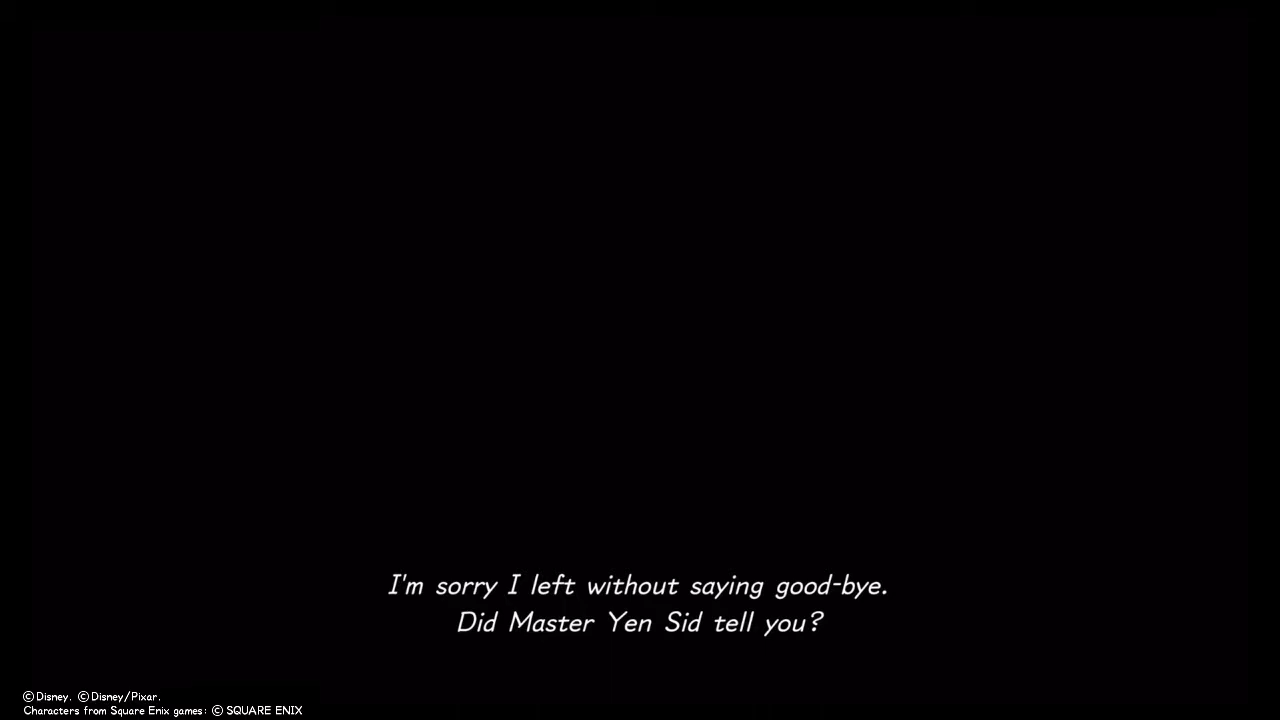 I'm sorry I left without saying good-bye.
Did Master Yen Sid tell you?
©Disney. ©Disney/Pixar.
Characters from Square Enix games: © SQUARE ENIX